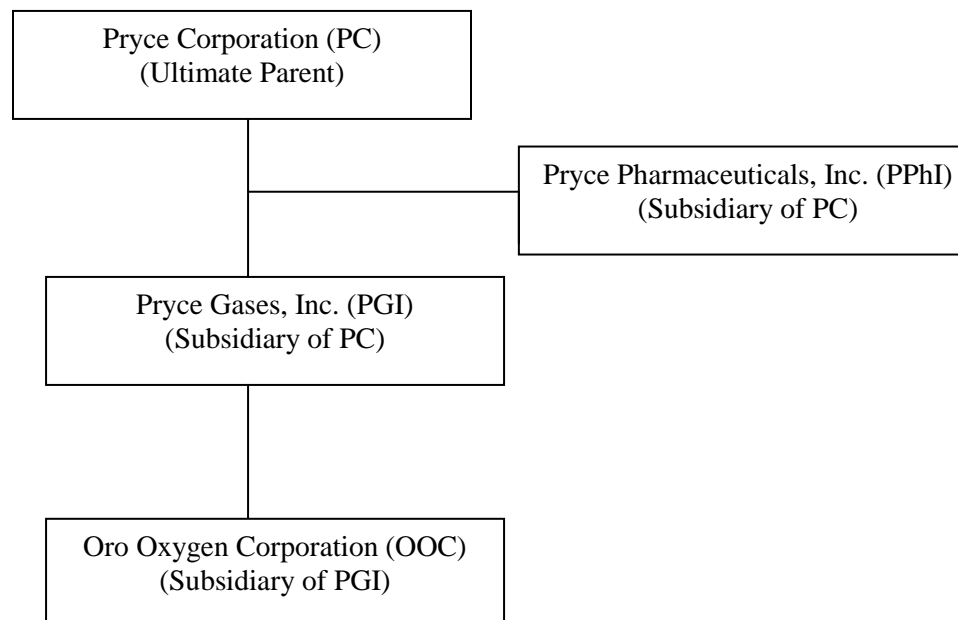 Pryce Corporation (PC)
(Ultimate Parent)
Pryce Pharmaceuticals, Inc. (PPhI)
(Subsidiary of PC)
Pryce Gases, Inc. (PGI)
(Subsidiary of PC)
Oro Oxygen Corporation (OOC)
(Subsidiary of PGI)